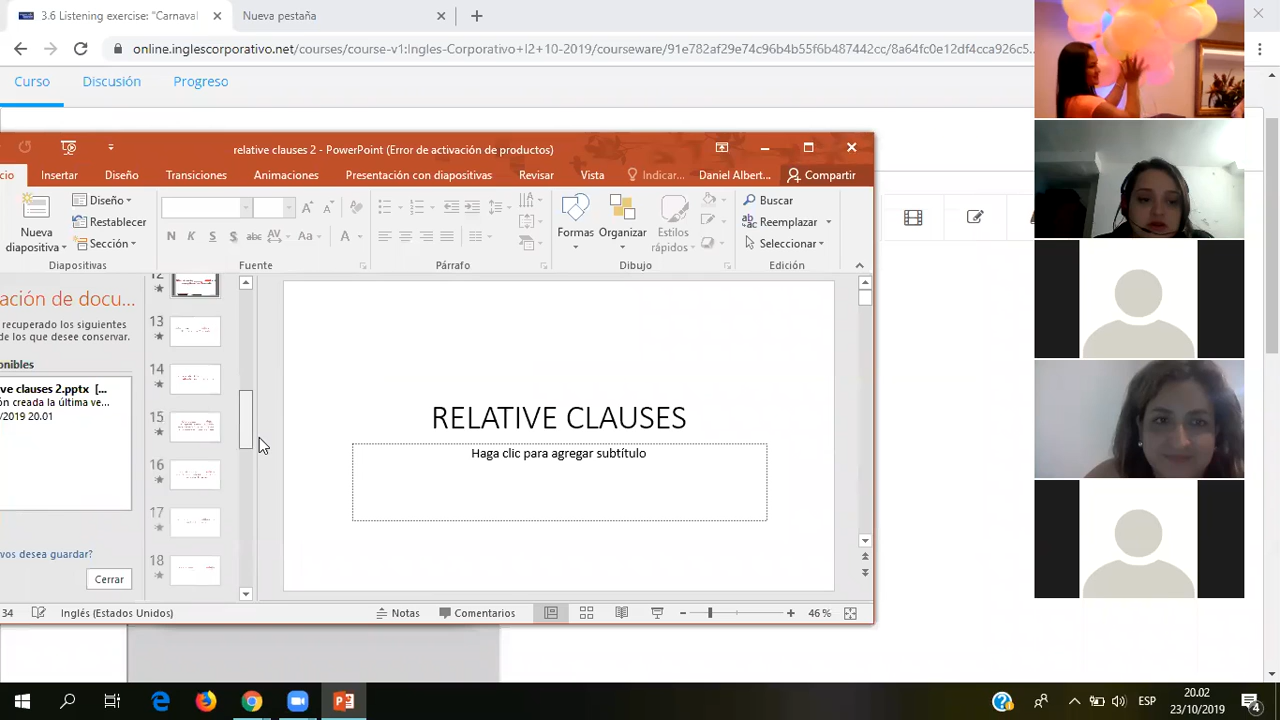 3.6 Listening exercise: "Carnaval
Nueva pestaña
online.inglescorporativo.net/courses/course-v1:Ingles-Corporativo+I2+10-2019/courseware/91e782af29e74c96b4b55f6b487442cc/8a64fc0e12df4cca926c5...
Curso
Discusión
Progreso
relative clauses 2 - PowerPoint (Error de activación de productos)
cio
Insertar
Diseño
Transiciones
Animaciones
Presentación con diapositivas
Revisar
Vista
Indicar...
Daniel Albert...
Compartir
Nueva diapositiva
Diseño
Restablecer
Sección
N K S S abc AV Aa A
Formas
Organizar
Estilos rápidos
Buscar
Reemplazar
Seleccionar
Diapositivas
Fuente
Párrafo
Dibujo
Edición
ación de docu...
recuperado los siguientes
de los que desee conservar.
onibles
ve clauses 2.pptx [...
ón creada la última ve...
/2019 20.01
vos desea guardar?
Cerrar
12
13
14
15
16
17
18
RELATIVE CLAUSES
Haga clic para agregar subtítulo
34
Inglés (Estados Unidos)
Notas
Comentarios
46 %
ESP
20.02
23/10/2019
4